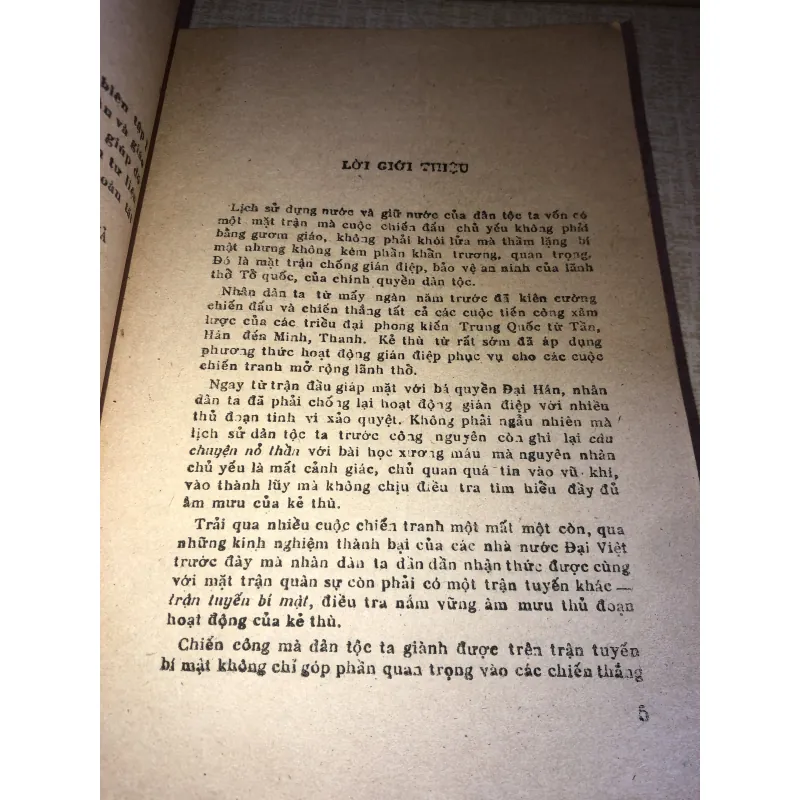 biên tập
và
giáp
tư
LỜI GIỚI THIỆU
Lịch sử dựng nước và giữ nước của dân tộc ta vốn có
một mặt trận mà cuộc chiến đấu chủ yếu không phải
bằng gươm giáo, không phải khói lửa mà thầm lặng bí
mật nhưng không kém phần khẩn trương, quan trọng.
Đó là mặt trận chống gián điệp, bảo vệ an ninh của lãnh
thổ Tổ quốc, của chính quyền dân tộc.
Nhân dân ta từ mấy ngàn năm trước đã kiên cường
chiến đấu và chiến thắng tất cả các cuộc tiến công xâm
lược của các triều đại phong kiến Trung Quốc từ Tần,
Hán đến Minh, Thanh. Kẻ thù từ rất sớm đã áp dụng
phương thức hoạt động gián điệp phục vụ cho các cuộc
chiến tranh mở rộng lãnh thổ.
Ngay từ trận đầu giáp mặt với bá quyền Đại Hán, nhân
dân ta đã phải chống lại hoạt động gián điệp với nhiều
thủ đoạn tinh vi xảo quyệt. Không phải ngẫu nhiên mà
lịch sử dân tộc ta trước công nguyên còn ghi lại câu
chuyện nỏ thần với bài học xương máu mà nguyên nhân
chủ yếu là mất cảnh giác, chủ quan quá tin vào vũ khí,
vào thành lũy mà không chịu điều tra tìm hiểu đầy đủ
âm mưu của kẻ thù.
Trải qua nhiều cuộc chiến tranh một mất một còn, qua
những kinh nghiệm thành bại của các nhà nước Đại Việt
trước đây mà nhân dân ta dần dần nhận thức được cùng
với mặt trận quân sự còn phải có một trận tuyến khác —
trận tuyến bí mật, điều tra nắm vững âm mưu thủ đoạn
hoạt động của kẻ thù.
Chiến công mà dân tộc ta giành được trên trận tuyến
bí mật không chỉ góp phần quan trọng vào các chiến thắng
5